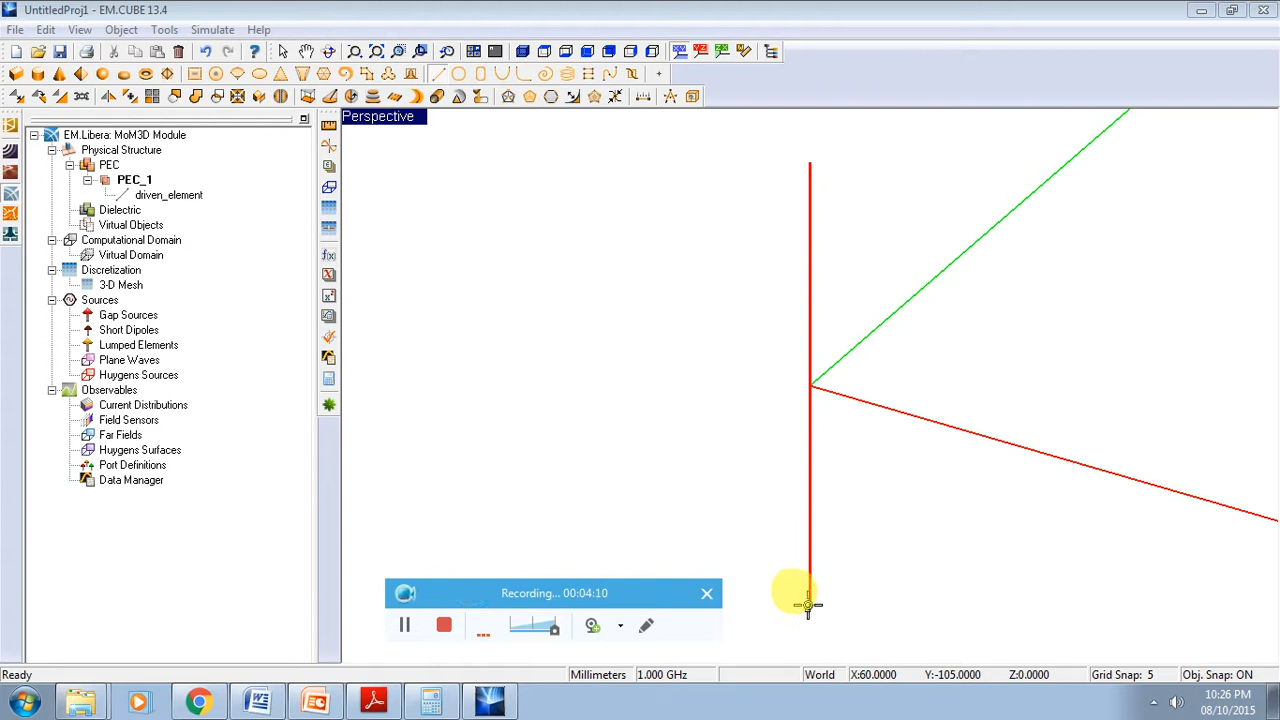 UntitledProj1 - EM.CUBE 13.4
File Edit View Object Tools Simulate Help
Perspective
EM.Libera: MoM3D Module
Physical Structure
PEC
PEC_1
driven_element
Dielectric
Virtual Objects
Computational Domain
Virtual Domain
Discretization
3-D Mesh
Sources
Gap Sources
Short Dipoles
Lumped Elements
Plane Waves
Huygens Sources
Observables
Current Distributions
Field Sensors
Far Fields
Huygens Surfaces
Port Definitions
Data Manager
Recording... 00:04:10
Ready Millimeters 1.000 GHz World X:60.0000 Y:-105.0000 Z:0.0000 Grid Snap: 5 Obj. Snap: ON
10:26 PM
08/10/2015